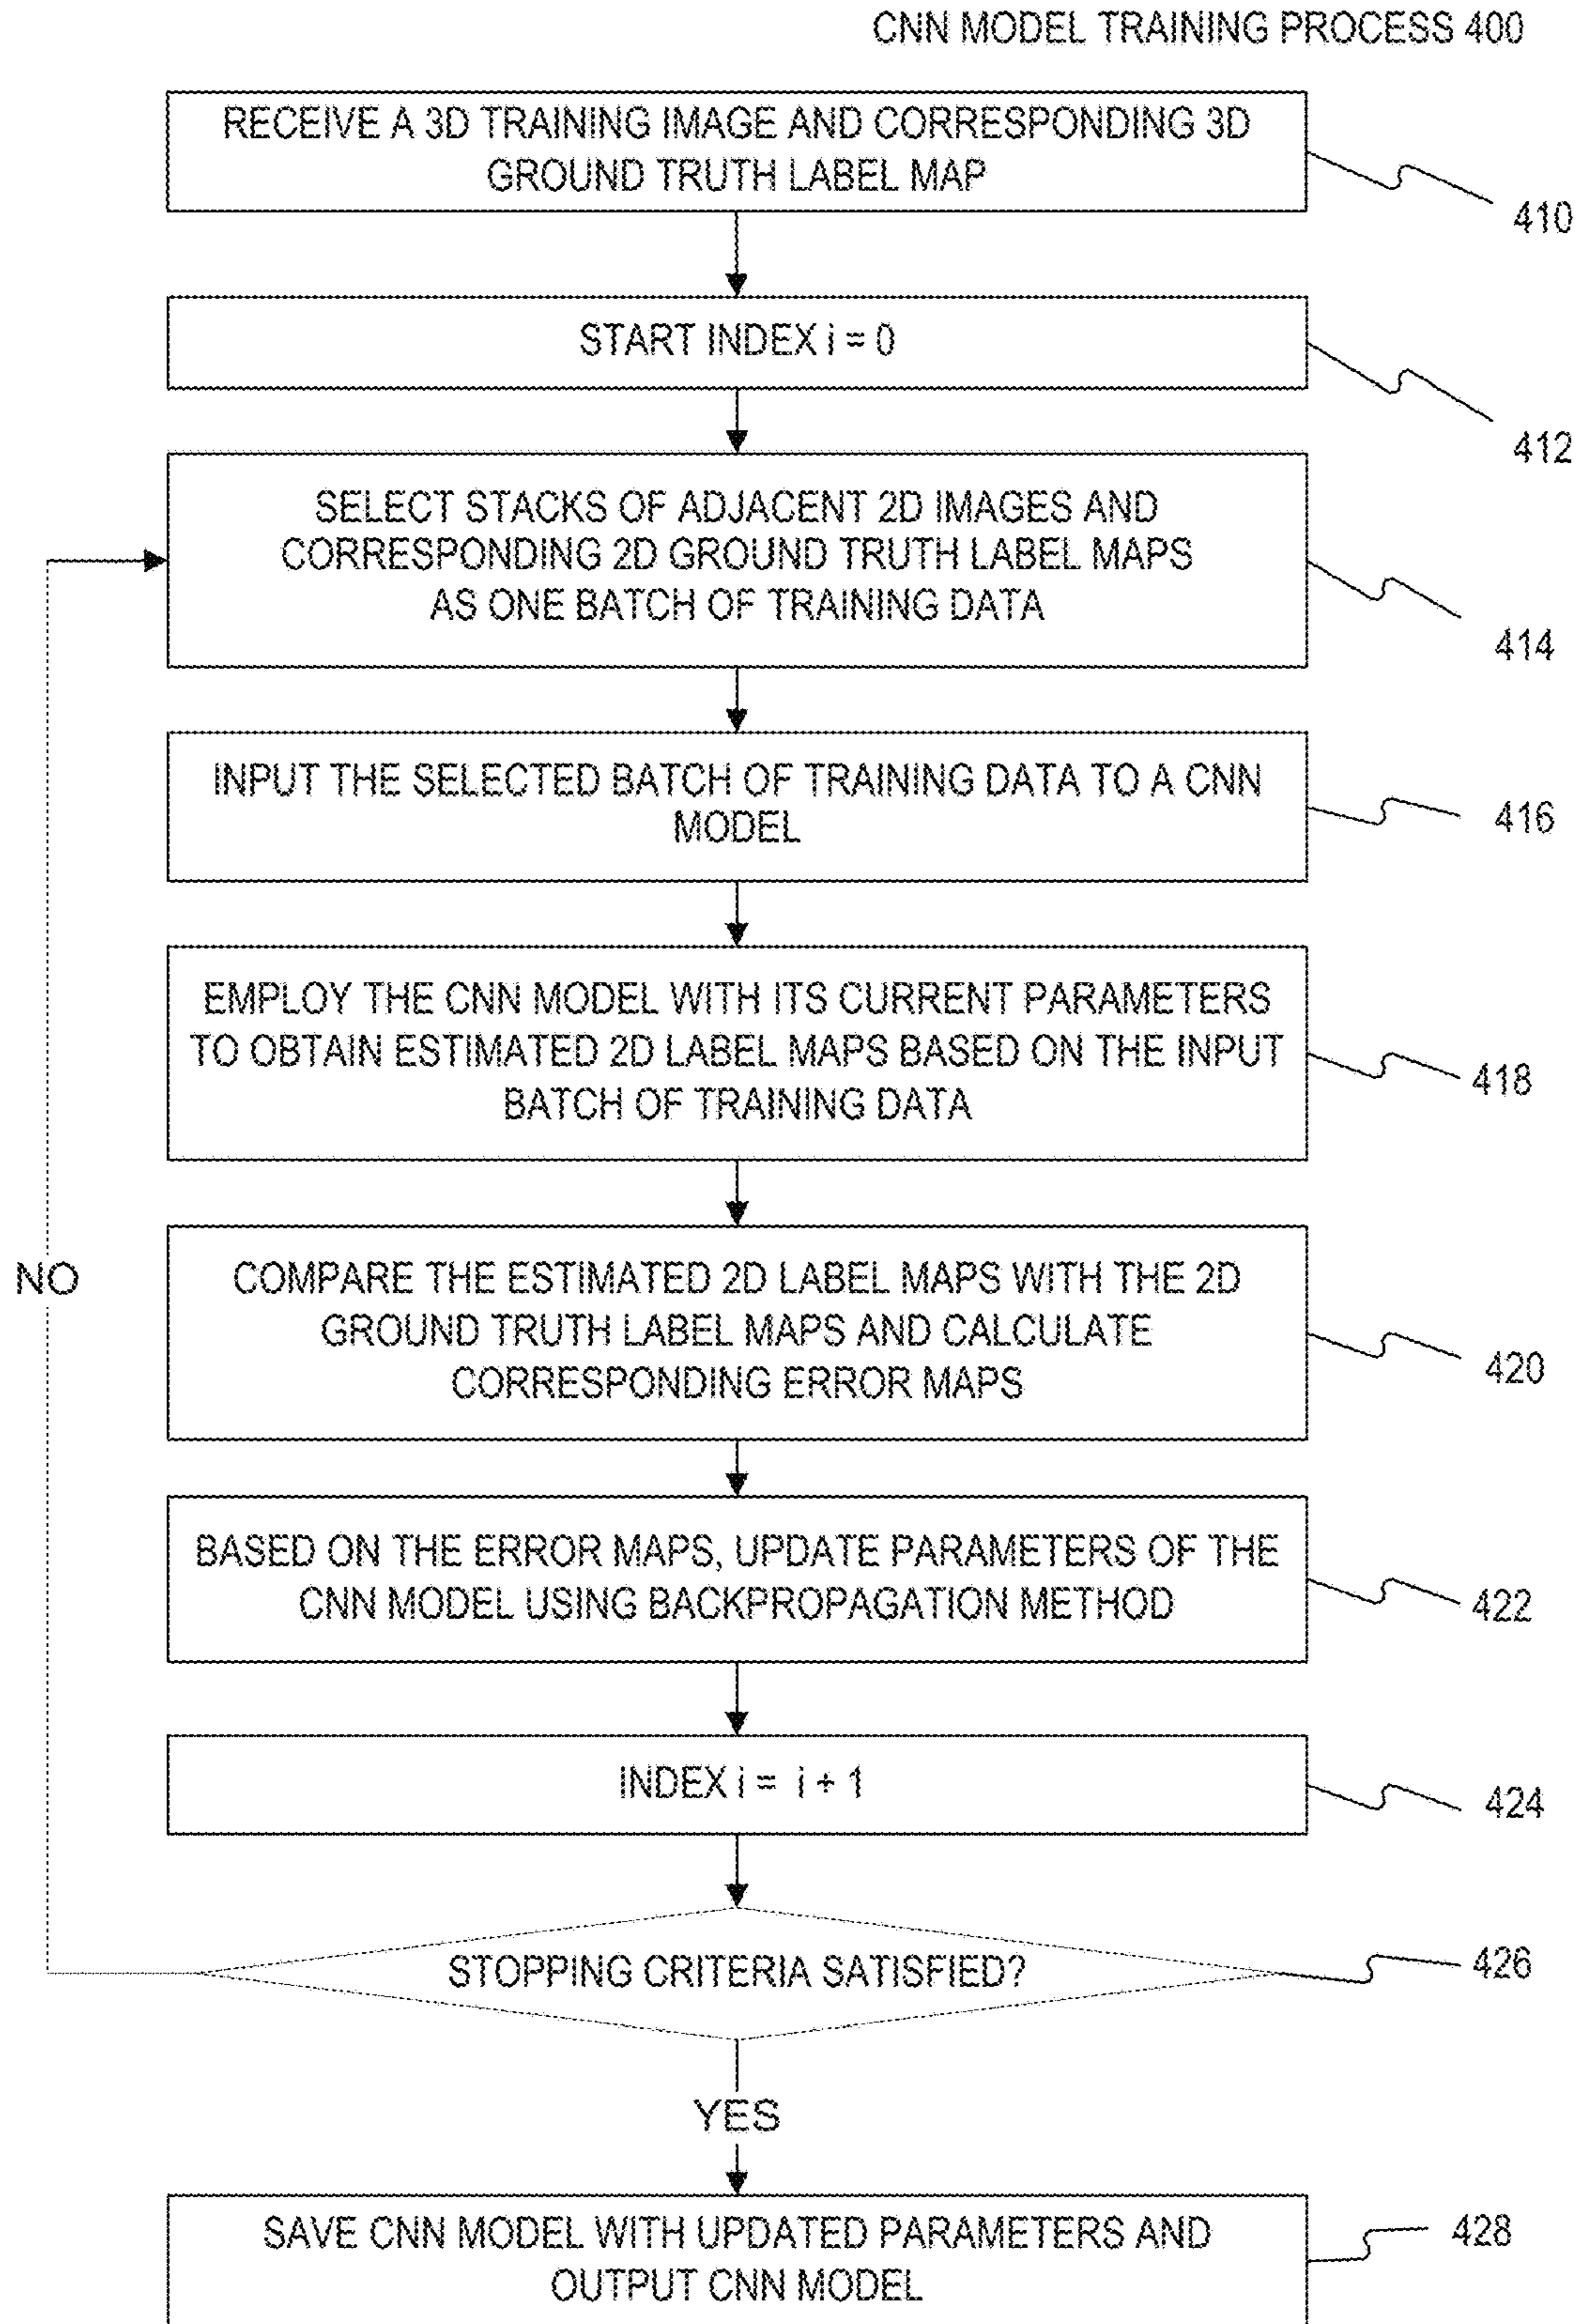 CNN MODEL TRAINING PROCESS 400
RECEIVE A 3D TRAINING IMAGE AND CORRESPONDING 3D
GROUND TRUTH LABEL MAP
410
START INDEX i = 0
412
SELECT STACKS OF ADJACENT 2D IMAGES AND
CORRESPONDING 2D GROUND TRUTH LABEL MAPS
AS ONE BATCH OF TRAINING DATA
414
INPUT THE SELECTED BATCH OF TRAINING DATA TO A CNN
MODEL
416
EMPLOY THE CNN MODEL WITH ITS CURRENT PARAMETERS
TO OBTAIN ESTIMATED 2D LABEL MAPS BASED ON THE INPUT
BATCH OF TRAINING DATA
418
NO
COMPARE THE ESTIMATED 2D LABEL MAPS WITH THE 2D
GROUND TRUTH LABEL MAPS AND CALCULATE
CORRESPONDING ERROR MAPS
420
BASED ON THE ERROR MAPS, UPDATE PARAMETERS OF THE
CNN MODEL USING BACKPROPAGATION METHOD
422
INDEX i = i + 1
424
STOPPING CRITERIA SATISFIED?
426
YES
SAVE CNN MODEL WITH UPDATED PARAMETERS AND
OUTPUT CNN MODEL
428